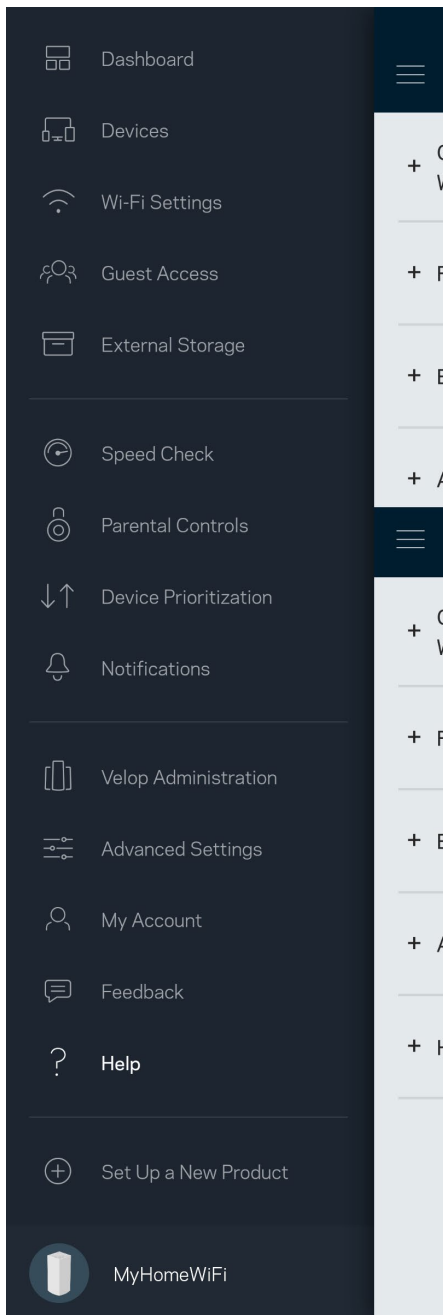 Dashboard
Devices
Wi-Fi Settings
Guest Access
External Storage
Speed Check
Parental Controls
Device Prioritization
Notifications
Velop Administration
Advanced Settings
My Account
Feedback
Help
Set Up a New Product
MyHomeWiFi